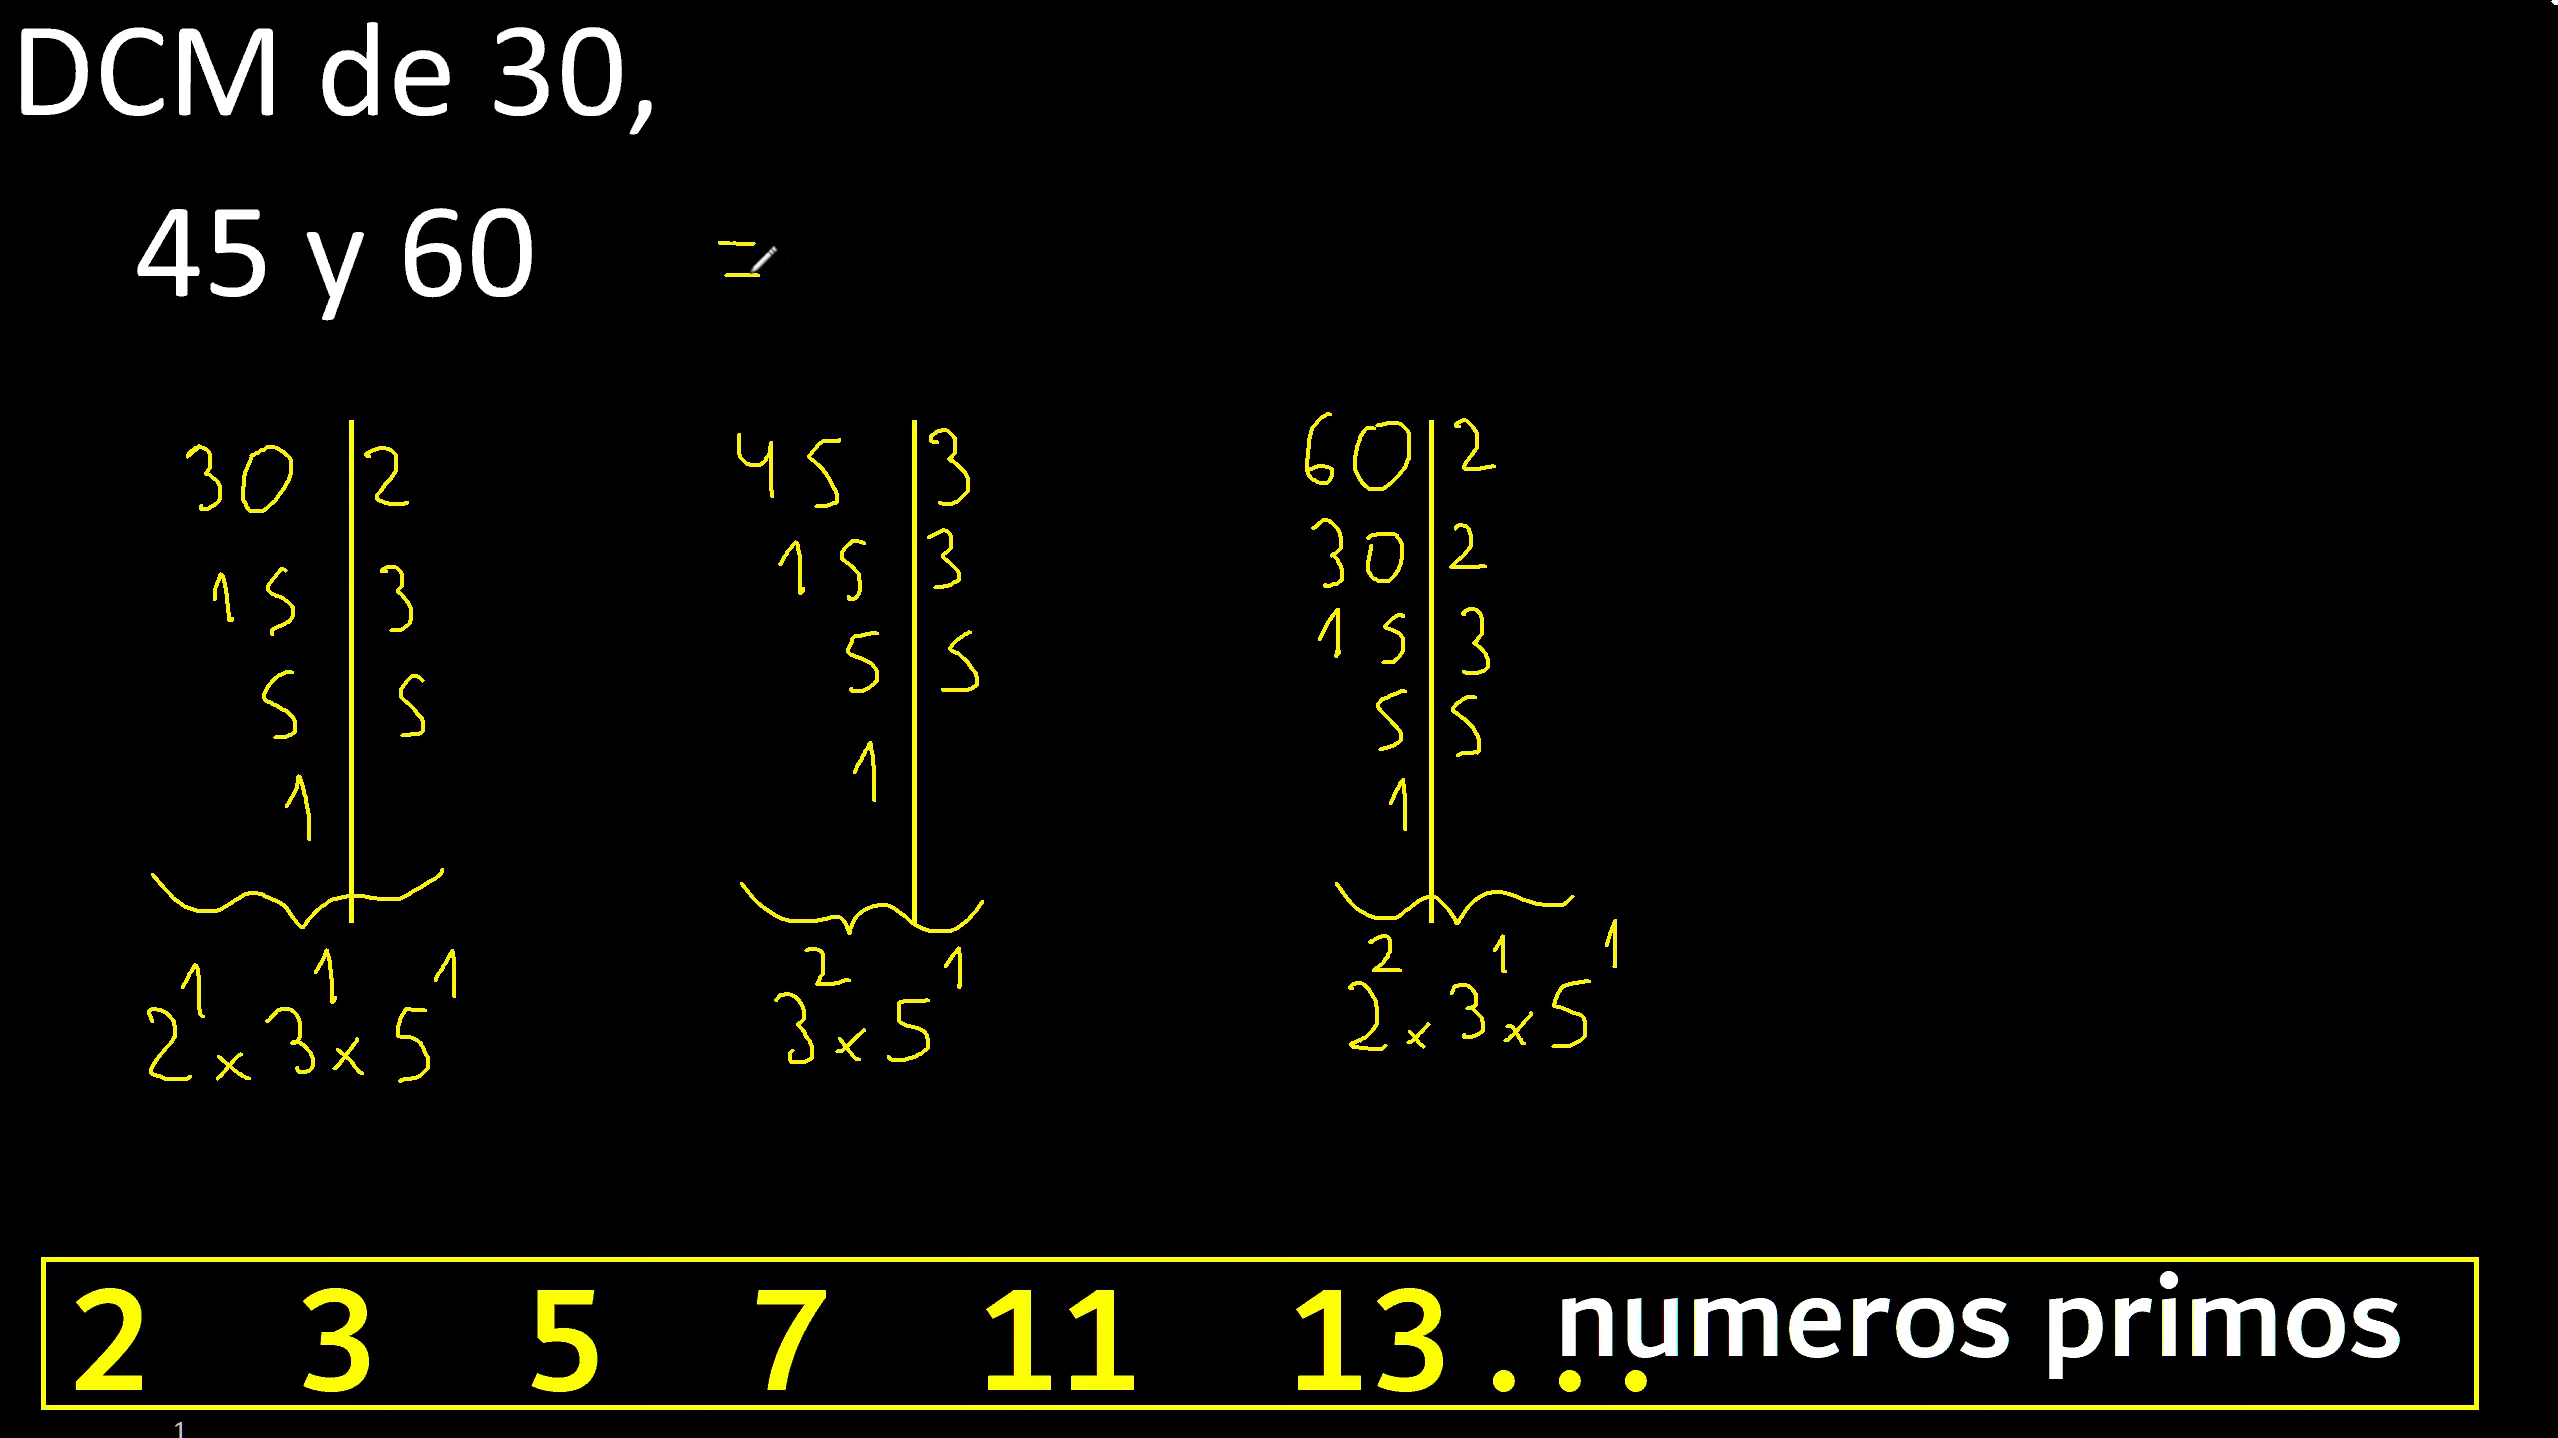 DCM de 30,
45 y 60 =
30 | 2
15 | 3
5 | 5
1
2¹ x 3¹ x 5¹
45 | 3
15 | 3
5 | 5
1
3² x 5¹
60 | 2
30 | 2
15 | 3
5 | 5
1
2² x 3¹ x 5¹
2 3 5 7 11 13 ... numeros primos
1